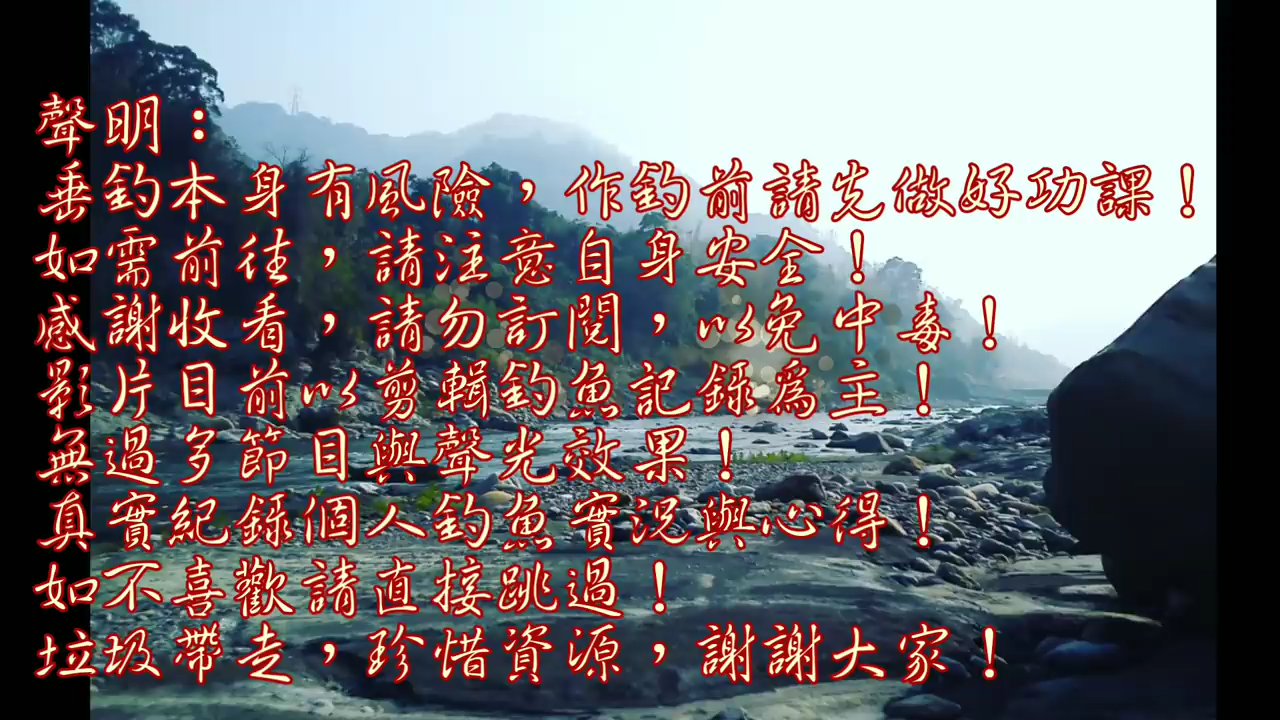 聲明：
垂釣本身有風險，作釣前請先做好功課！
如需前往，請注意自身安全！
感謝收看，請勿訂閱，以免中毒！
影片目前以剪輯釣魚記錄為主！
無過多節目與聲光效果！
真實紀錄個人釣魚實況與心得！
如不喜歡請直接跳過！
垃圾帶走，珍惜資源，謝謝大家！